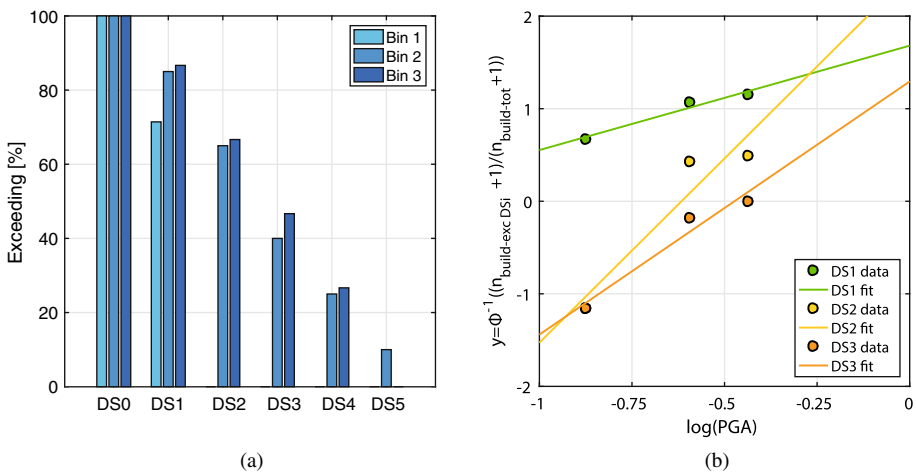 100
80
60
40
20
0
Exceeding [%]
DS0 DS1 DS2 DS3 DS4 DS5
Bin 1
Bin 2
Bin 3
(a)
2
1
0
-1
-2
y=Φ⁻¹((n_build-exc DSi +1)/(n_build-tot +1))
-1 -0.75 -0.5 -0.25 0
log(PGA)
DS1 data
DS1 fit
DS2 data
DS2 fit
DS3 data
DS3 fit
(b)